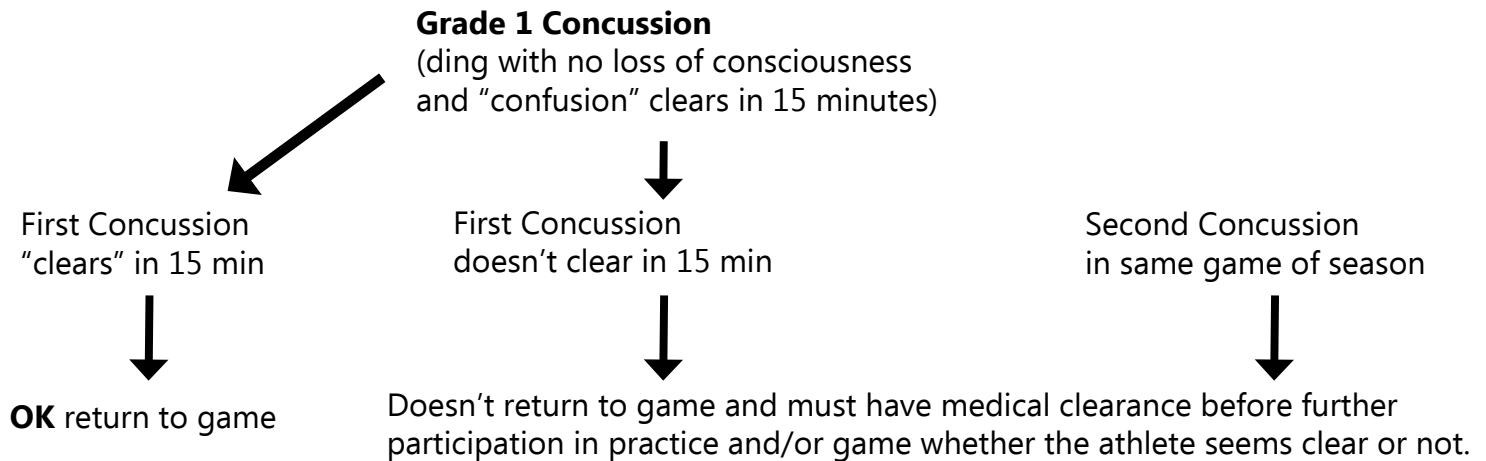 Grade 1 Concussion
(ding with no loss of consciousness
and “confusion” clears in 15 minutes)
First Concussion
“clears” in 15 min
First Concussion
doesn’t clear in 15 min
Second Concussion
in same game of season
OK return to game
Doesn’t return to game and must have medical clearance before further
participation in practice and/or game whether the athlete seems clear or not.